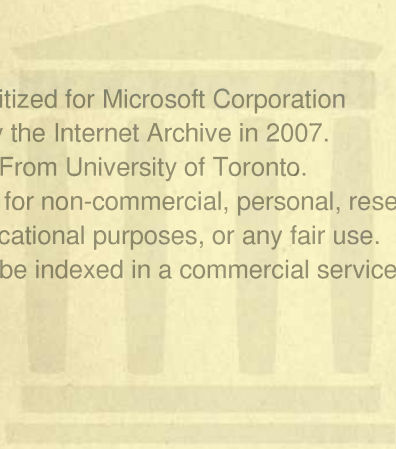 itized for Microsoft Corporation
y the Internet Archive in 2007.
From University of Toronto.
for non-commercial, personal, rese
cational purposes, or any fair use.
be indexed in a commercial service